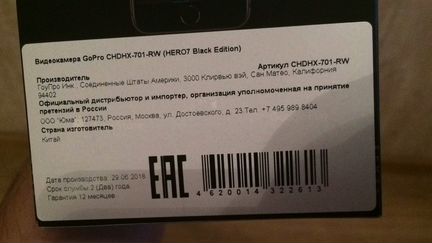 Видеокамера GoPro CHDHX-701-RW (HERO7 Black Edition)
Производитель Артикул CHDHX-701-RW
ГоуПро Инк., Соединенные Штаты Америки, 3000 Клирвью вэй, Сан Матео, Калифорния
94402
Официальный дистрибьютор и импортер, организация уполномоченная на принятие
претензий в России
ООО "Юма", 127473, Россия, Москва, ул. Достоевского, д. 23.Тел. +7 495 989 8404
Страна изготовитель
Китай
Дата производства: 29.06.2018
Срок службы 2 (Два) года.
Гарантия 12 месяцев
EAC
4620014322613